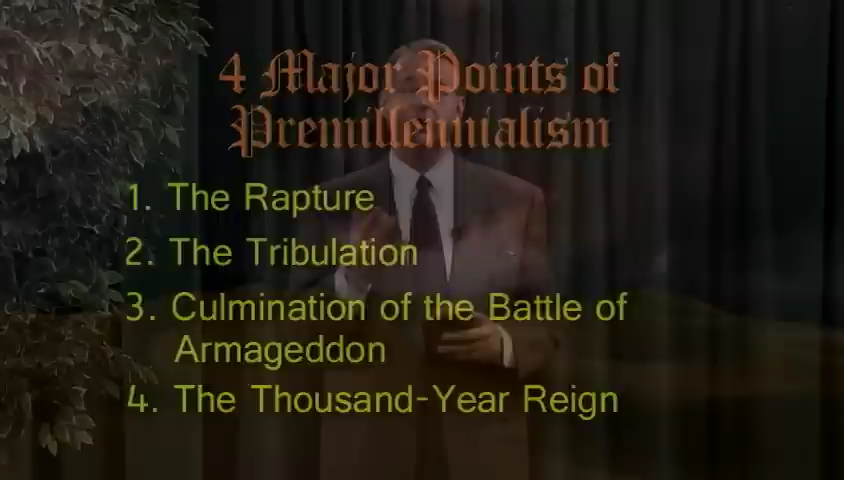 4 Major Points of
Premillennialism
1. The Rapture
2. The Tribulation
3. Culmination of the Battle of
Armageddon
4. The Thousand-Year Reign